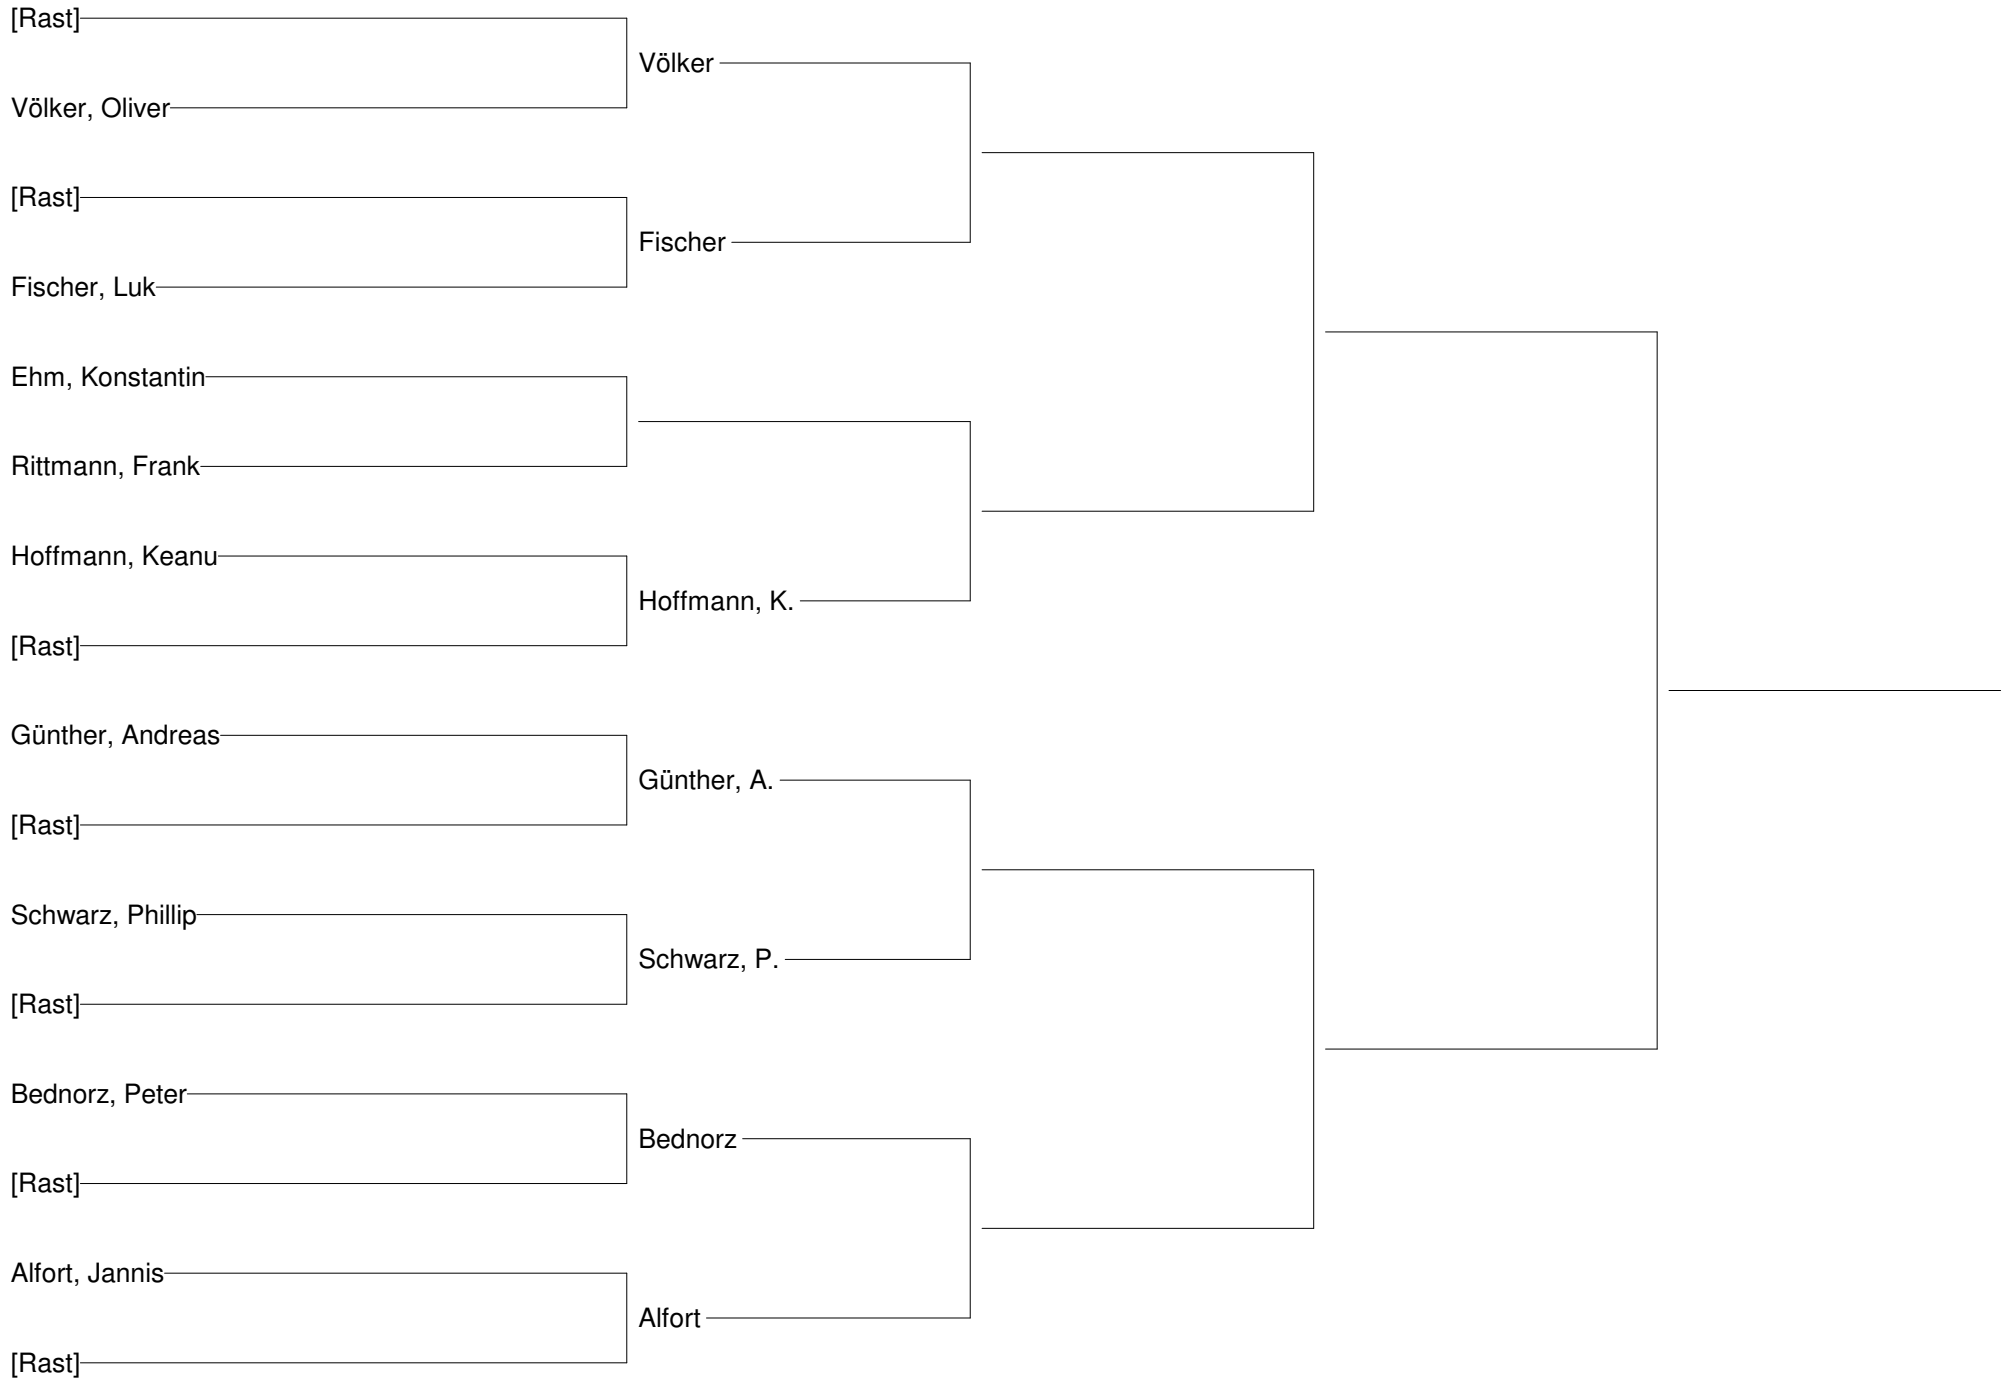 [Rast]
Völker
Völker, Oliver
[Rast]
Fischer
Fischer, Luk
Ehm, Konstantin
Rittmann, Frank
Hoffmann, Keanu
Hoffmann, K.
[Rast]
Günther, Andreas
Günther, A.
[Rast]
Schwarz, Phillip
Schwarz, P.
[Rast]
Bednorz, Peter
Bednorz
[Rast]
Alfort, Jannis
Alfort
[Rast]